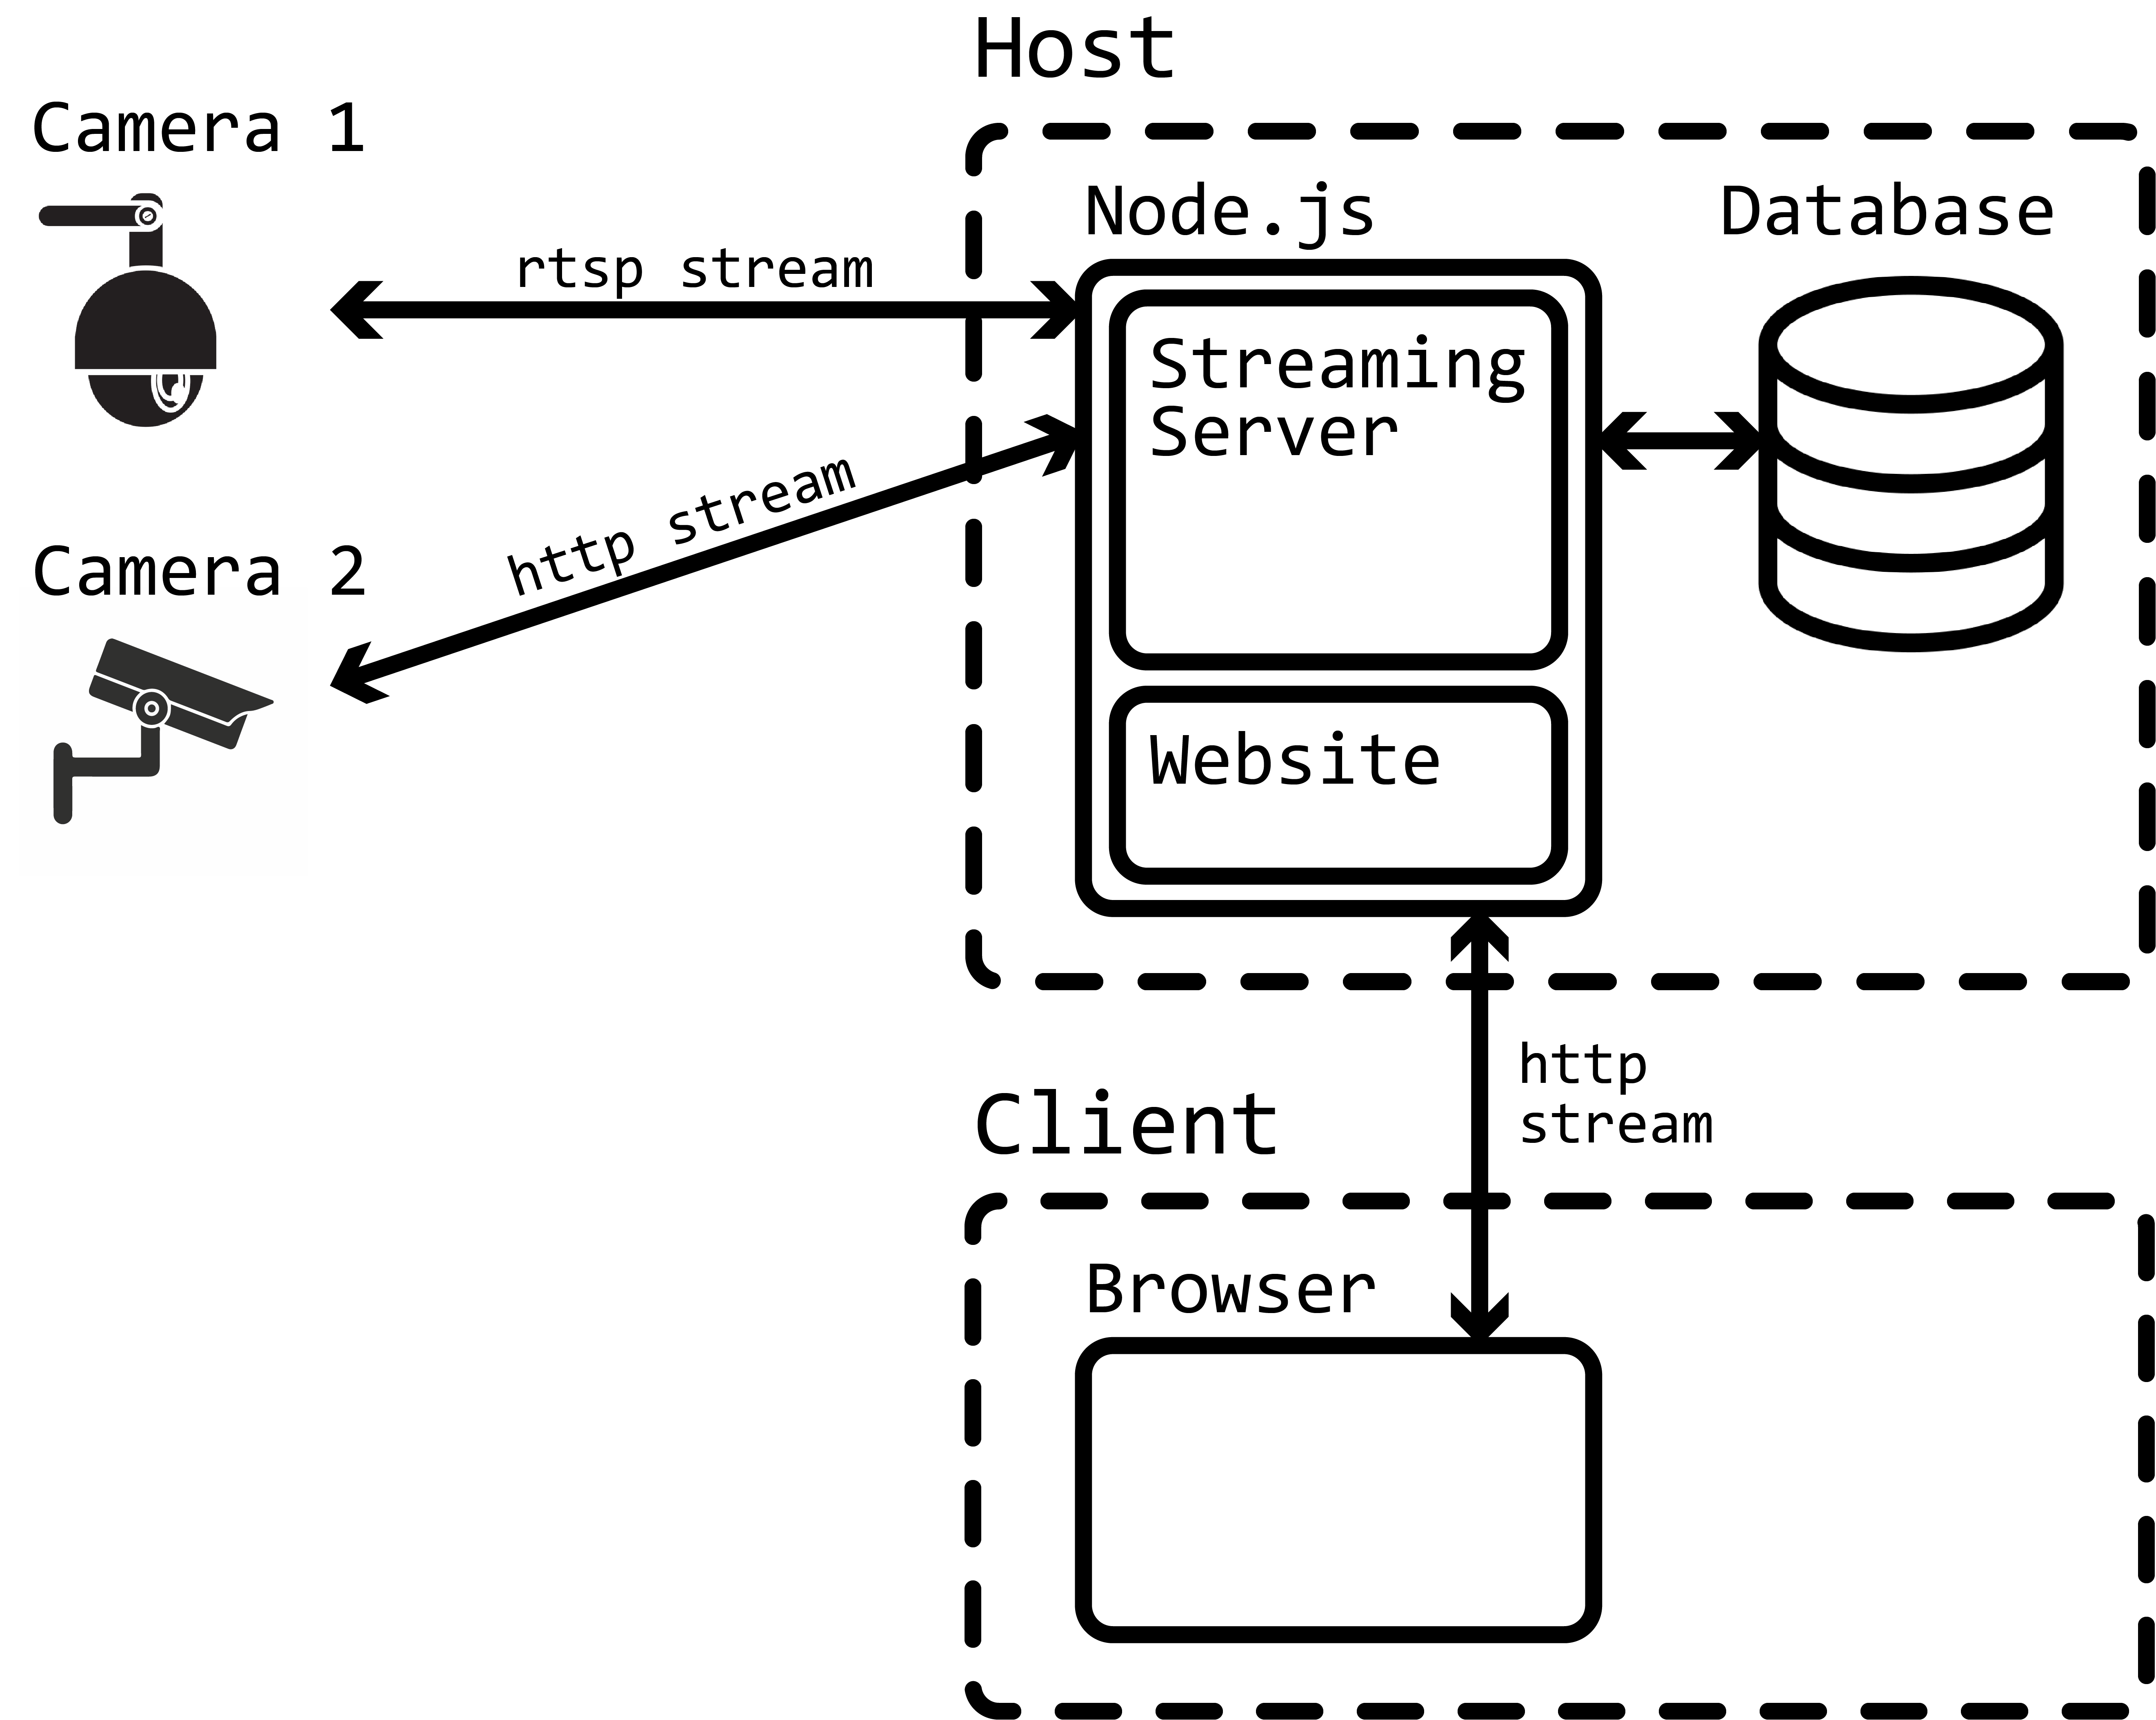 Host
Camera 1
Node.js
Database
rtsp stream
Streaming
Server
http stream
Camera 2
Website
http
stream
Client
Browser